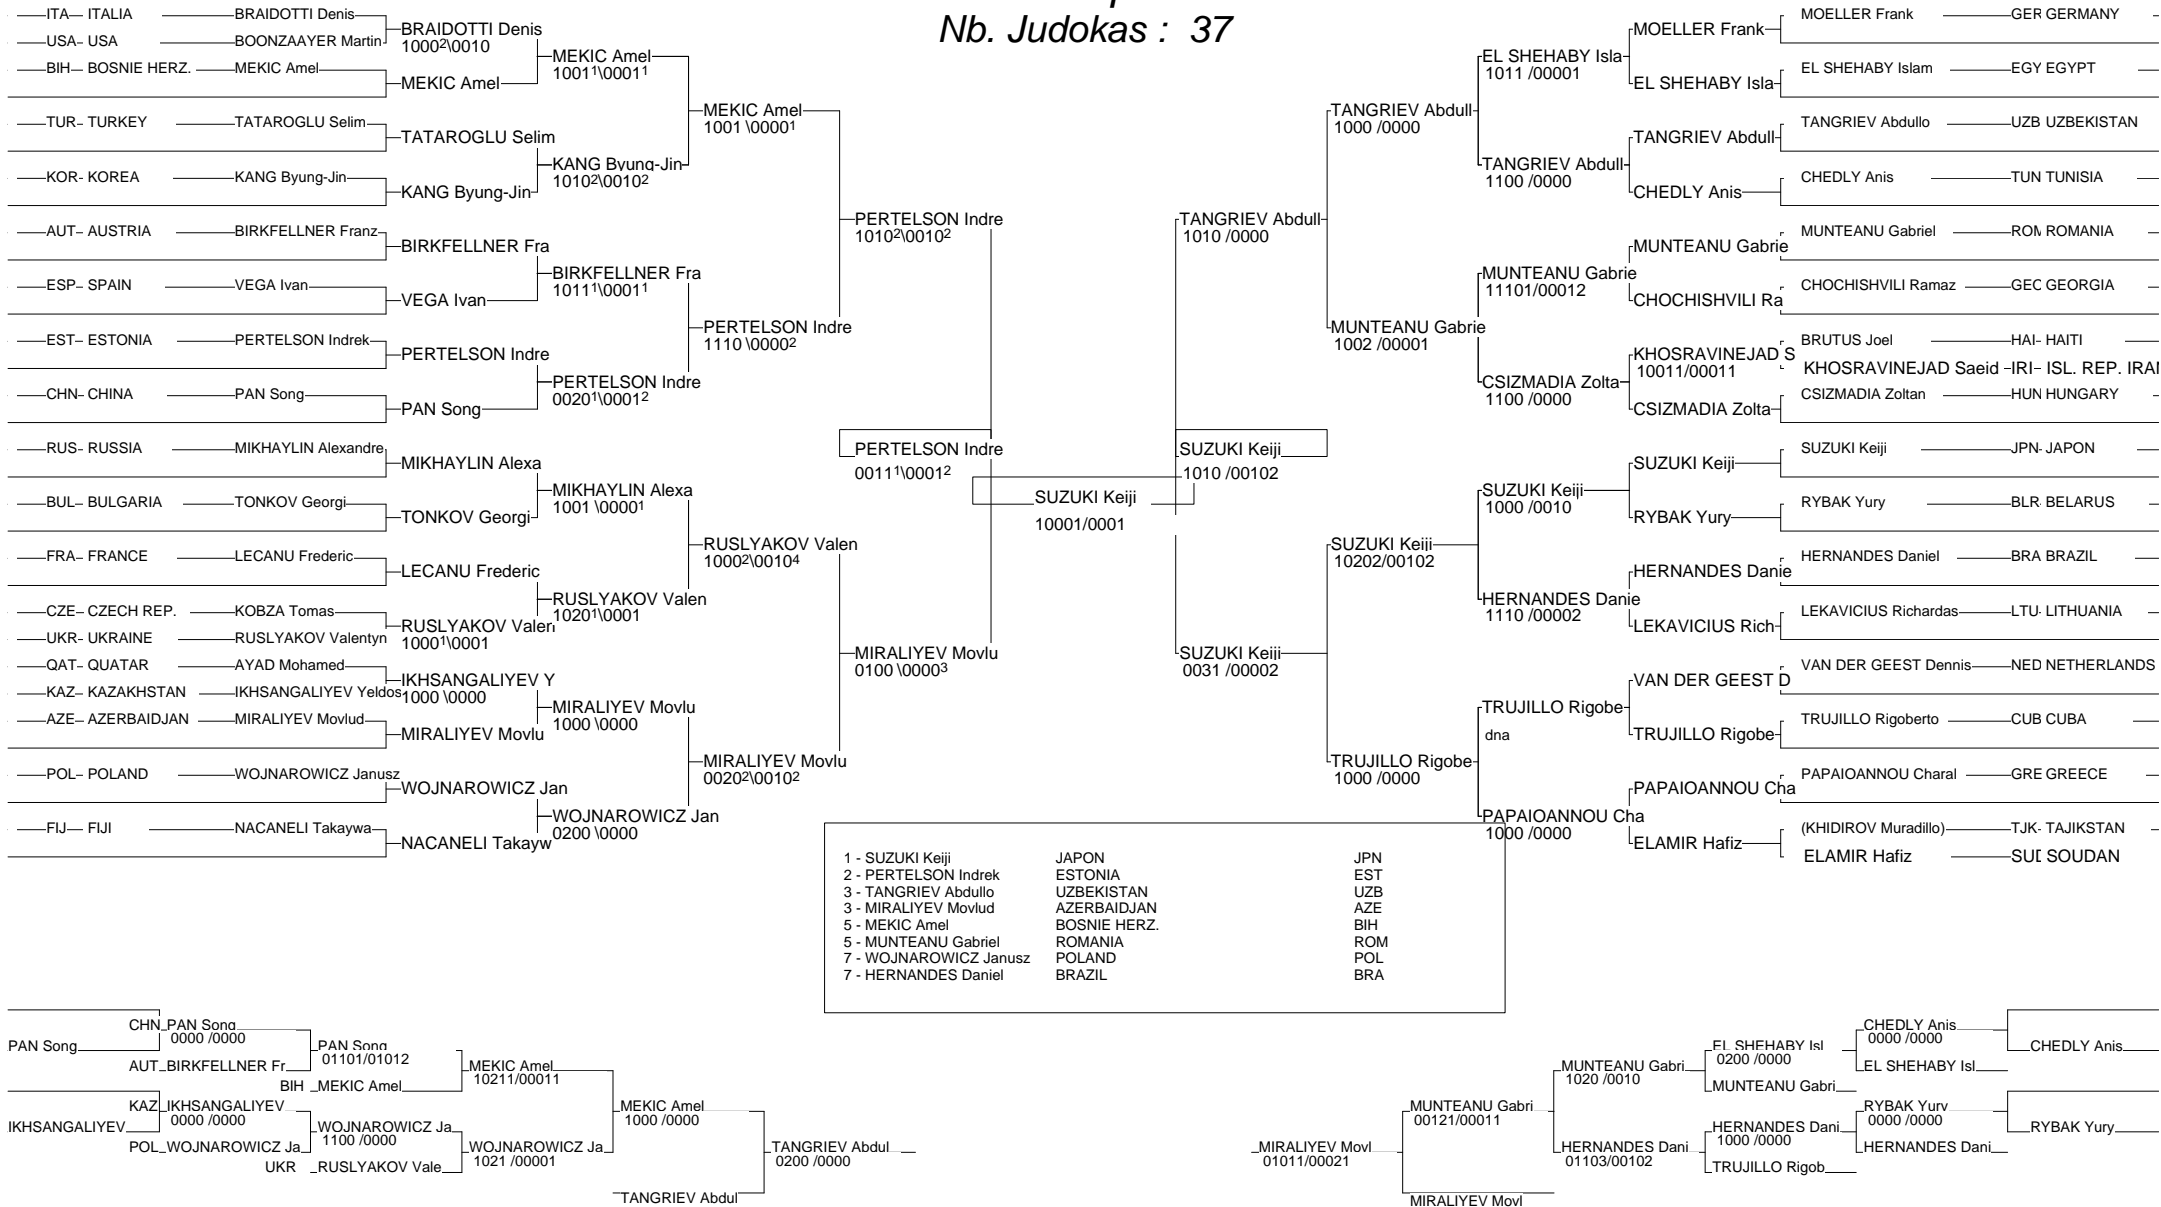 Nb. Judokas : 37
ITA ITALIA BRAIDOTTI Denis
USA USA BOONZAAYER Martin
BIH BOSNIE HERZ. MEKIC Amel
TUR TURKEY TATAROGLU Selim
KOR KOREA KANG Byung-Jin
AUT AUSTRIA BIRKFELLNER Franz
ESP SPAIN VEGA Ivan
EST ESTONIA PERTELSON Indrek
CHN CHINA PAN Song
RUS RUSSIA MIKHAYLIN Alexandre
BUL BULGARIA TONKOV Georgi
FRA FRANCE LECANU Frederic
CZE CZECH REP. KOBZA Tomas
UKR UKRAINE RUSLYAKOV Valentyn
QAT QUATAR AYAD Mohamed
KAZ KAZAKHSTAN IKHSANGALIYEV Yeldos
AZE AZERBAIDJAN MIRALIYEV Movlud
POL POLAND WOJNAROWICZ Janusz
FIJ FIJI NACANELI Takaywa
BRAIDOTTI Denis
1000²\0010
MEKIC Amel
TATAROGLU Selim
KANG Byung-Jin
BIRKFELLNER Fra
VEGA Ivan
PERTELSON Indre
PAN Song
MIKHAYLIN Alexa
TONKOV Georgi
LECANU Frederic
RUSLYAKOV Valen
1000¹\0001
IKHSANGALIYEV Y
1000 \0000
MIRALIYEV Movlu
WOJNAROWICZ Jan
NACANELI Takayw
MEKIC Amel
1001¹\0001¹
KANG Byung-Jin
1010²\0010²
BIRKFELLNER Fra
1011¹\0001¹
PERTELSON Indre
0020¹\0001²
MIKHAYLIN Alexa
1001 \0000¹
RUSLYAKOV Valen
1020¹\0001
MIRALIYEV Movlu
1000 \0000
WOJNAROWICZ Jan
0200 \0000
MEKIC Amel
1001 \0000¹
PERTELSON Indre
1110 \0000²
RUSLYAKOV Valen
1000²\0010⁴
MIRALIYEV Movlu
0020²\0010²
PERTELSON Indre
1010²\0010²
MIRALIYEV Movlu
0100 \0000³
PERTELSON Indre
0011¹\0001²
SUZUKI Keiji
10001/0001
SUZUKI Keiji
1010 /00102
TANGRIEV Abdull
1010 /0000
SUZUKI Keiji
0031 /00002
TANGRIEV Abdull
1000 /0000
MUNTEANU Gabrie
1002 /00001
SUZUKI Keiji
10202/00102
TRUJILLO Rigobe
1000 /0000
EL SHEHABY Isla
1011 /00001
TANGRIEV Abdull
1100 /0000
MUNTEANU Gabrie
11101/00012
CSIZMADIA Zolta
1100 /0000
SUZUKI Keiji
1000 /0010
HERNANDES Danie
1110 /00002
TRUJILLO Rigobe
dna
PAPAIOANNOU Cha
1000 /0000
MOELLER Frank
EL SHEHABY Isla
TANGRIEV Abdull
CHEDLY Anis
MUNTEANU Gabrie
CHOCHISHVILI Ra
KHOSRAVINEJAD S
10011/00011
CSIZMADIA Zolta
SUZUKI Keiji
RYBAK Yury
HERNANDES Danie
LEKAVICIUS Rich
VAN DER GEEST D
TRUJILLO Rigobe
PAPAIOANNOU Cha
ELAMIR Hafiz
MOELLER Frank GER GERMANY
EL SHEHABY Islam EGY EGYPT
TANGRIEV Abdullo UZB UZBEKISTAN
CHEDLY Anis TUN TUNISIA
MUNTEANU Gabriel ROM ROMANIA
CHOCHISHVILI Ramaz GEO GEORGIA
BRUTUS Joel HAI HAITI
KHOSRAVINEJAD Saeid IRI ISL. REP. IRAN
CSIZMADIA Zoltan HUN HUNGARY
SUZUKI Keiji JPN JAPON
RYBAK Yury BLR BELARUS
HERNANDES Daniel BRA BRAZIL
LEKAVICIUS Richardas LTU LITHUANIA
VAN DER GEEST Dennis NED NETHERLANDS
TRUJILLO Rigoberto CUB CUBA
PAPAIOANNOU Charal GRE GREECE
(KHIDIROV Muradillo) TJK TAJIKSTAN
ELAMIR Hafiz SUD SOUDAN
1 - SUZUKI Keiji JAPON JPN
2 - PERTELSON Indrek ESTONIA EST
3 - TANGRIEV Abdullo UZBEKISTAN UZB
3 - MIRALIYEV Movlud AZERBAIDJAN AZE
5 - MEKIC Amel BOSNIE HERZ. BIH
5 - MUNTEANU Gabriel ROMANIA ROM
7 - WOJNAROWICZ Janusz POLAND POL
7 - HERNANDES Daniel BRAZIL BRA
PAN Song
IKHSANGALIYEV
CHN PAN Song
0000 /0000
AUT BIRKFELLNER Fr
KAZ IKHSANGALIYEV
0000 /0000
POL WOJNAROWICZ Ja
PAN Song
01101/01012
BIH MEKIC Amel
WOJNAROWICZ Ja
1100 /0000
UKR RUSLYAKOV Vale
MEKIC Amel
10211/00011
WOJNAROWICZ Ja
1021 /00001
MEKIC Amel
1000 /0000
TANGRIEV Abdul
TANGRIEV Abdul
0200 /0000
MIRALIYEV Movl
01011/00021
MUNTEANU Gabri
00121/00011
MIRALIYEV Movl
MUNTEANU Gabri
1020 /0010
HERNANDES Dani
01103/00102
EL SHEHABY Isl
0200 /0000
MUNTEANU Gabri
HERNANDES Dani
1000 /0000
TRUJILLO Rigob
CHEDLY Anis
0000 /0000
EL SHEHABY Isl
RYBAK Yury
0000 /0000
HERNANDES Dani
CHEDLY Anis
RYBAK Yury